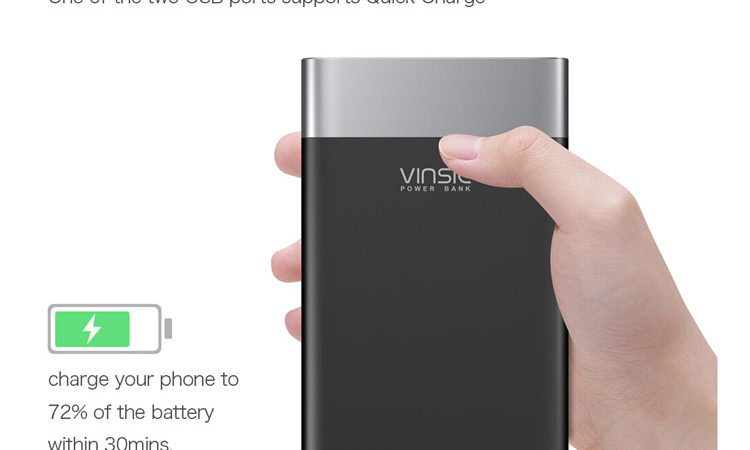 One of the two USB ports supports Quick Charge
VINSIC
POWER BANK
charge your phone to
72% of the battery
within 30mins.